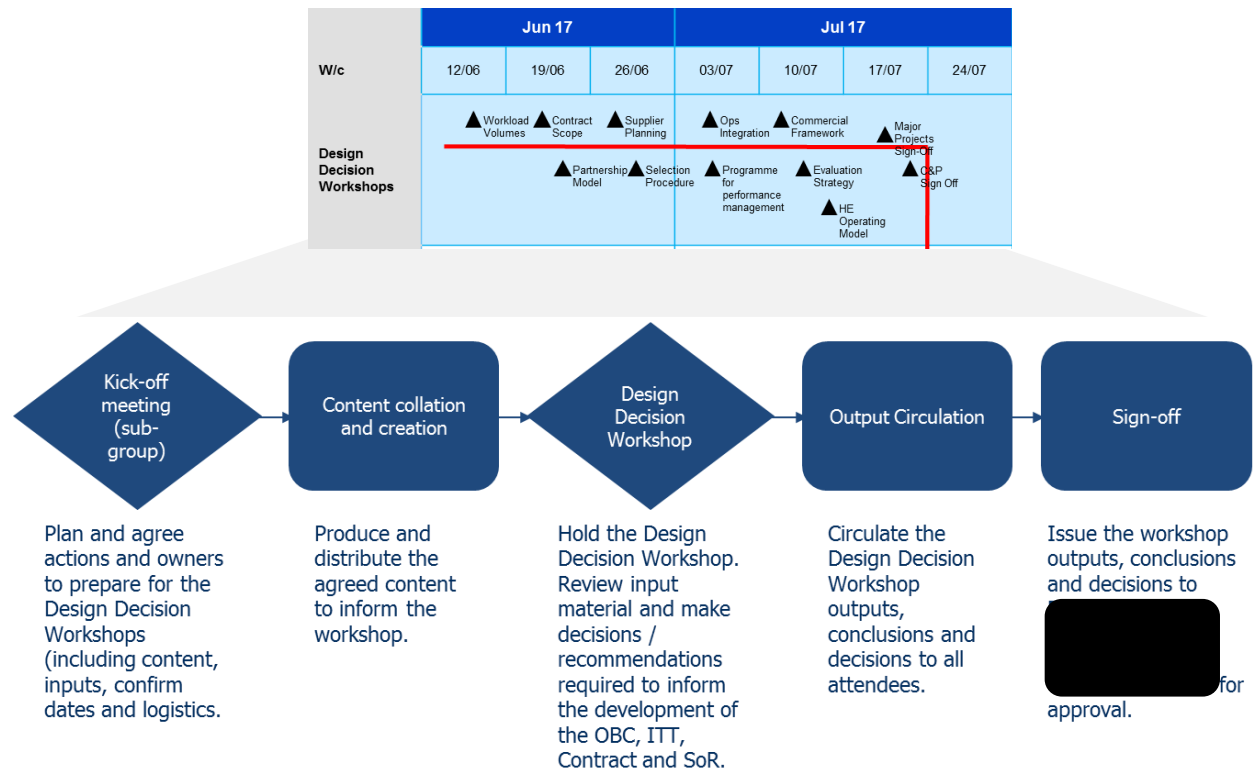 Jun 17
Jul 17
W/c
12/06
19/06
26/06
03/07
10/07
17/07
24/07
Design
Decision
Workshops
Workload
Volumes
Contract
Scope
Supplier
Planning
Ops
Integration
Commercial
Framework
Major
Projects
Sign-Off
Partnership
Model
Selection
Procedure
Programme
for
performance
management
Evaluation
Strategy
C&P
Sign Off
HE
Operating
Model
Kick-off
meeting
(sub-
group)
Content collation
and creation
Design
Decision
Workshop
Output Circulation
Sign-off
Plan and agree
actions and owners
to prepare for the
Design Decision
Workshops
(including content,
inputs, confirm
dates and logistics.
Produce and
distribute the
agreed content
to inform the
workshop.
Hold the Design
Decision Workshop.
Review input
material and make
decisions /
recommendations
required to inform
the development of
the OBC, ITT,
Contract and SoR.
Circulate the
Design Decision
Workshop
outputs,
conclusions and
decisions to all
attendees.
Issue the workshop
outputs, conclusions
and decisions to
for
approval.